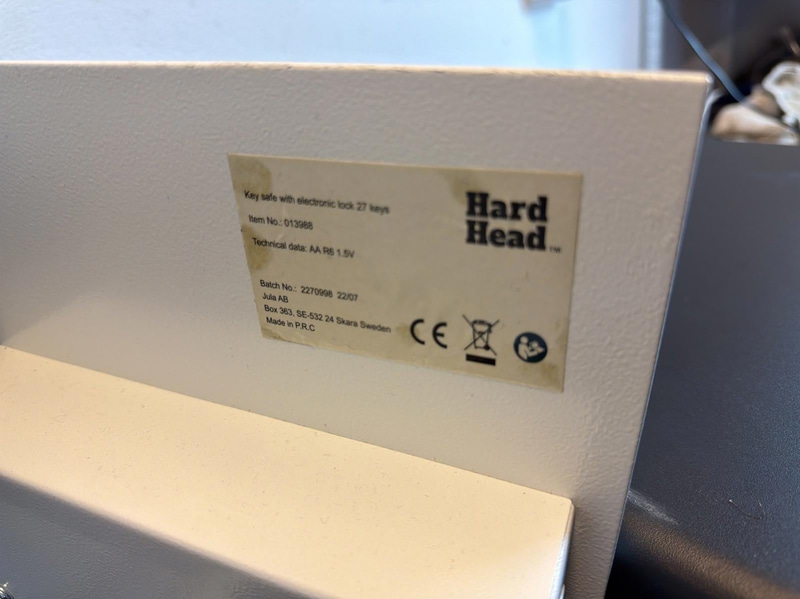 Key safe with electronic lock 27 keys
Item No.: 013988
Technical data: AA R6 1.5V
Hard
Head™
Batch No.: 2270998 22/07
Jula AB
Box 363, SE-532 24 Skara Sweden
Made in P.R.C
CE